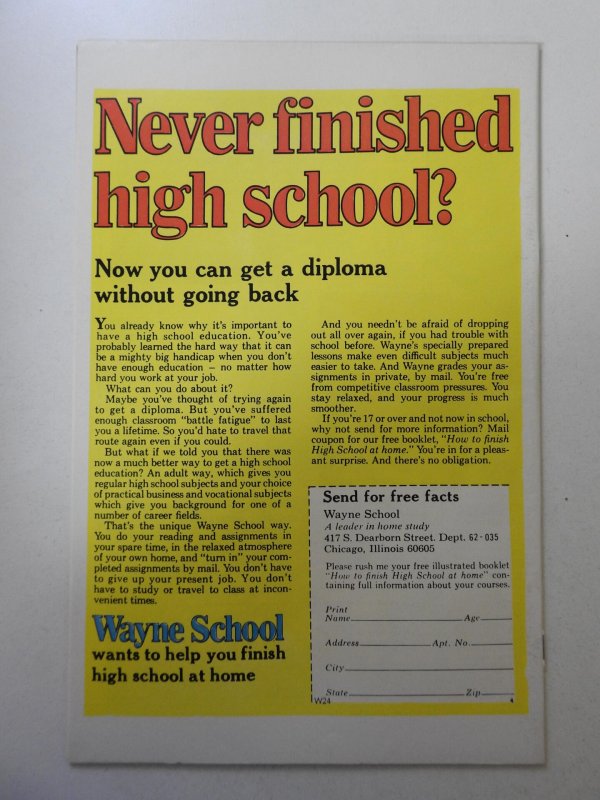 Never finished
high school?
Now you can get a diploma
without going back
You already know why it's important to
have a high school education. You've
probably learned the hard way that it can
be a mighty big handicap when you don't
have enough education – no matter how
hard you work at your job.
What can you do about it?
Maybe you've thought of trying again
to get a diploma. But you've suffered
enough classroom "battle fatigue" to last
you a lifetime. So you'd hate to travel that
route again even if you could.
But what if we told you that there was
now a much better way to get a high school
education? An adult way, which gives you
regular high school subjects and your choice
of practical business and vocational subjects
which give you background for one of a
number of career fields.
That's the unique Wayne School way.
You do your reading and assignments in
your spare time, in the relaxed atmosphere
of your own home, and "turn in" your com-
pleted assignments by mail. You don't have
to give up your present job. You don't
have to study or travel to class at incon-
venient times.
Wayne School
wants to help you finish
high school at home
And you needn't be afraid of dropping
out all over again, if you had trouble with
school before. Wayne's specially prepared
lessons make even difficult subjects much
easier to take. And Wayne grades your as-
signments in private, by mail. You're free
from competitive classroom pressures. You
stay relaxed, and your progress is much
smoother.
If you're 17 or over and not now in school,
why not send for more information? Mail
coupon for our free booklet, "How to finish
High School at home." You're in for a pleas-
ant surprise. And there's no obligation.
Send for free facts
Wayne School
A leader in home study
417 S. Dearborn Street. Dept. 62-035
Chicago, Illinois 60605
Please rush me your free illustrated booklet
"How to finish High School at home" con-
taining full information about your courses.
Print
Name Age
Address Apt. No.
City
State Zip
W24